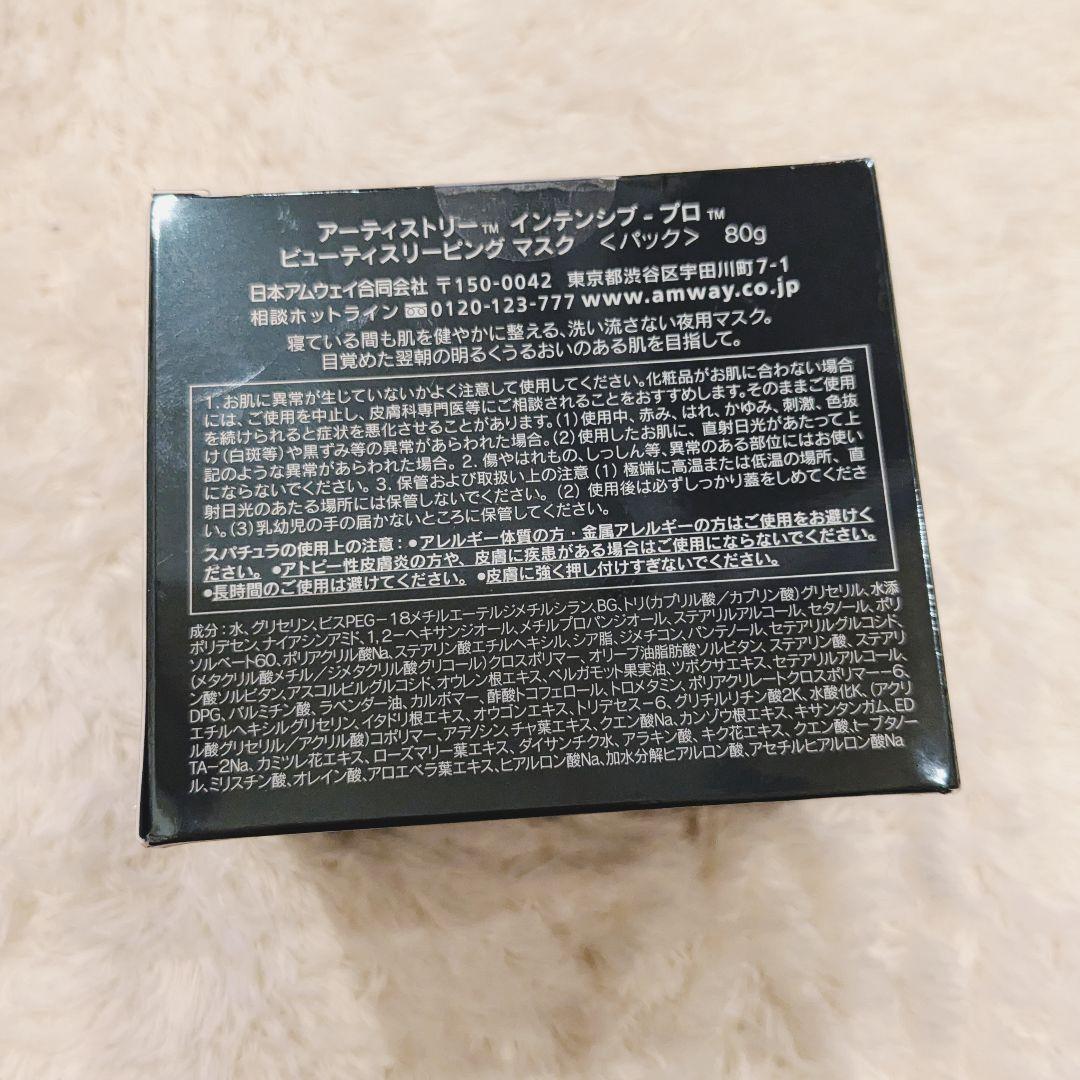 アーティストリー™ インテンシブ-プロ™
ビューティスリーピング マスク 〈パック〉 80g
日本アムウェイ合同会社 〒150-0042 東京都渋谷区宇田川町7-1
相談ホットライン 0120-123-777 www.amway.co.jp
寝ている間も肌を健やかに整える、洗い流さない夜用マスク。
目覚めた翌朝の明るくうるおいのある肌を目指して。
1. お肌に異常が生じていないかよく注意して使用してください。化粧品がお肌に合わない場合
には、ご使用を中止し、皮膚科専門医等にご相談されることをおすすめします。そのままご使用
を続けられると症状を悪化させることがあります。(1)使用中、赤み、はれ、かゆみ、刺激、色抜
け(白斑等)や黒ずみ等の異常があらわれた場合。(2)使用したお肌に、直射日光があたって上
記のような異常があらわれた場合。 2. 傷やはれもの、しっしん等、異常のある部位にはお使い
にならないでください。 3. 保管および取扱い上の注意 (1) 極端に高温または低温の場所、直
射日光のあたる場所には保管しないでください。 (2) 使用後は必ずしっかり蓋をしめてくださ
い。(3)乳幼児の手の届かないところに保管してください。
スパチュラの使用上の注意：●アレルギー体質の方・金属アレルギーの方はご使用をお避けく
ださい。 ●アトピー性皮膚炎の方や、皮膚に疾患がある場合はご使用にならないでください。
●長時間のご使用は避けてください。 ●皮膚に強く押し付けすぎないでください。
成分：水、グリセリン、ビスPEG-18メチルエーテルジメチルシラン、BG、トリ(カプリル酸/カプリン酸)グリセリル、水添
ポリデセン、ナイアシンアミド、1,2-ヘキサンジオール、メチルプロパンジオール、ステアリルアルコール、セタノール、ポリ
ソルベート60、ポリアクリル酸Na、ステアリン酸エチルヘキシル、シア脂、ジメチコン、パンテノール、セテアリルグルコシド、
(メタクリル酸メチル/ジメタクリル酸グリコール)クロスポリマー、オリーブ油脂肪酸ソルビタン、ステアリン酸、ステアリ
ン酸ソルビタン、アスコルビルグルコシド、オウレン根エキス、ベルガモット果実油、ツボクサエキス、セテアリルアルコール、
DPG、パルミチン酸、ラベンダー油、カルボマー、酢酸トコフェロール、トロメタミン、ポリアクリレートクロスポリマー-6、
エチルヘキシルグリセリン、イタドリ根エキス、オウゴンエキス、トリデセス-6、グリチルリチン酸2K、水酸化K、(アクリ
ル酸グリセリル/アクリル酸)コポリマー、アデノシン、チャ葉エキス、クエン酸Na、カンゾウ根エキス、キサンタンガム、ED
TA-2Na、カミツレ花エキス、ローズマリー葉エキス、ダイサンチク水、アラキン酸、キク花エキス、クエン酸、t-ブタノー
ル、ミリスチン酸、オレイン酸、アロエベラ葉エキス、ヒアルロン酸Na、加水分解ヒアルロン酸、アセチルヒアルロン酸Na